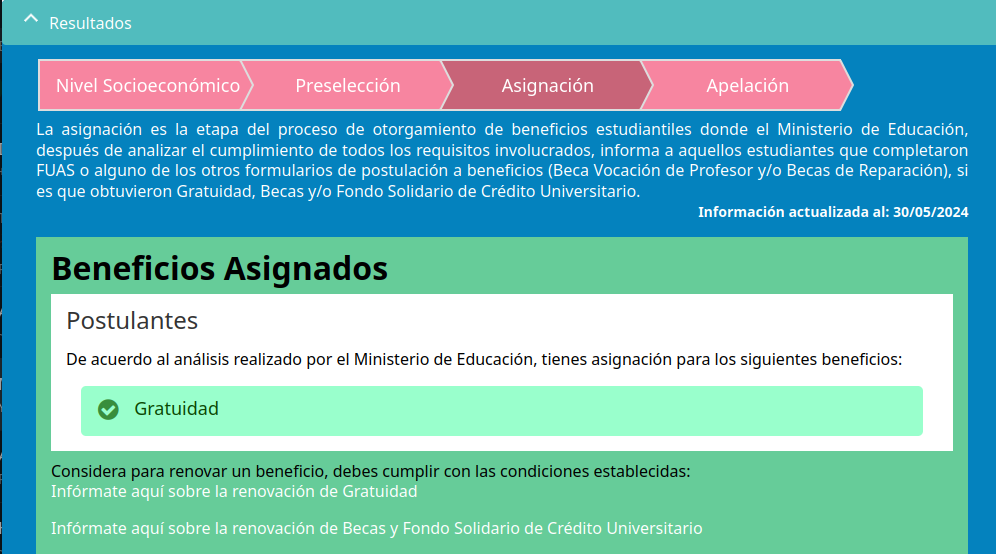 Resultados
Nivel Socioeconómico
Preselección
Asignación
Apelación
La asignación es la etapa del proceso de otorgamiento de beneficios estudiantiles donde el Ministerio de Educación,
después de analizar el cumplimiento de todos los requisitos involucrados, informa a aquellos estudiantes que completaron
FUAS o alguno de los otros formularios de postulación a beneficios (Beca Vocación de Profesor y/o Becas de Reparación), si
es que obtuvieron Gratuidad, Becas y/o Fondo Solidario de Crédito Universitario.
Información actualizada al: 30/05/2024
Beneficios Asignados
Postulantes
De acuerdo al análisis realizado por el Ministerio de Educación, tienes asignación para los siguientes beneficios:
Gratuidad
Considera para renovar un beneficio, debes cumplir con las condiciones establecidas:
Infórmate aquí sobre la renovación de Gratuidad
Infórmate aquí sobre la renovación de Becas y Fondo Solidario de Crédito Universitario